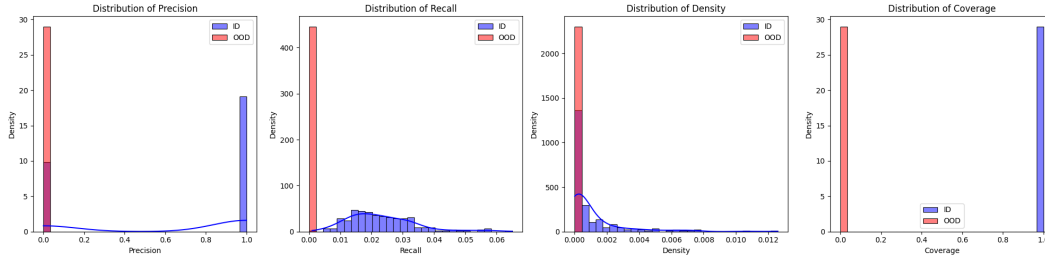 Distribution of Precision
30
25
20
15
10
5
0
Density
0.0 0.2 0.4 0.6 0.8 1.0
Precision
ID
OOD
Distribution of Recall
400
300
200
100
0
Density
0.00 0.01 0.02 0.03 0.04 0.05 0.06
Recall
ID
OOD
Distribution of Density
2000
1500
1000
500
0
Density
0.000 0.002 0.004 0.006 0.008 0.010 0.012
Density
ID
OOD
Distribution of Coverage
30
25
20
15
10
5
0
Density
0.0 0.2 0.4 0.6 0.8 1.0
Coverage
ID
OOD